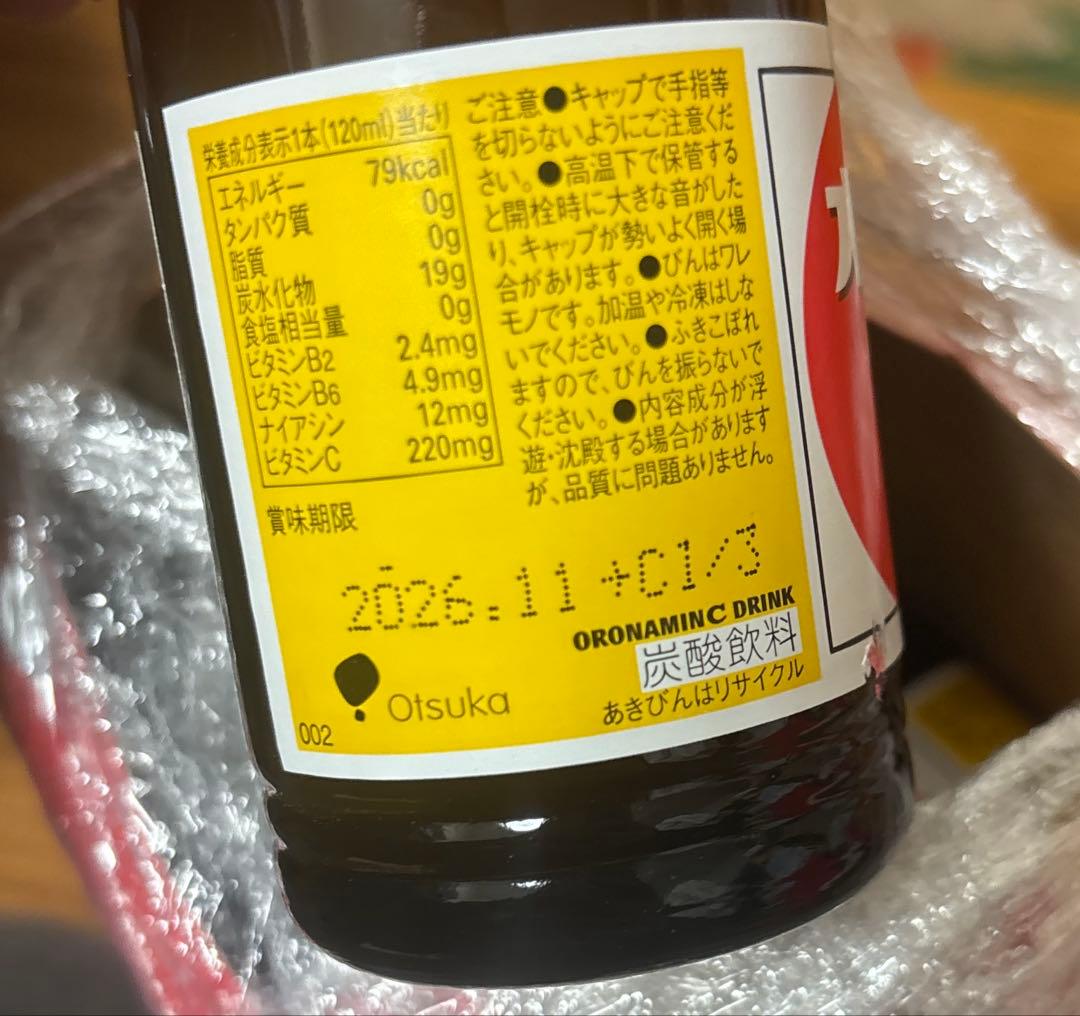 栄養成分表示1本(120ml)当たり
エネルギー 79kcal
タンパク質 0g
脂質 0g
炭水化物 19g
食塩相当量 0g
ビタミンB2 2.4mg
ビタミンB6 4.9mg
ナイアシン 12mg
ビタミンC 220mg
ご注意●キャップで手指等
を切らないようにご注意くだ
さい。●高温下で保管する
と開栓時に大きな音がした
り、キャップが勢いよく開く場
合があります。●びんはワレ
モノです。加温や冷凍はしな
いでください。●ふきこぼれ
ますので、びんを振らないで
ください。●内容成分が浮
遊・沈殿する場合があります
が、品質に問題ありません。
賞味期限
2026.11 +C1/3
ORONAMIN C DRINK
炭酸飲料
あきびんはリサイクル
Otsuka
002